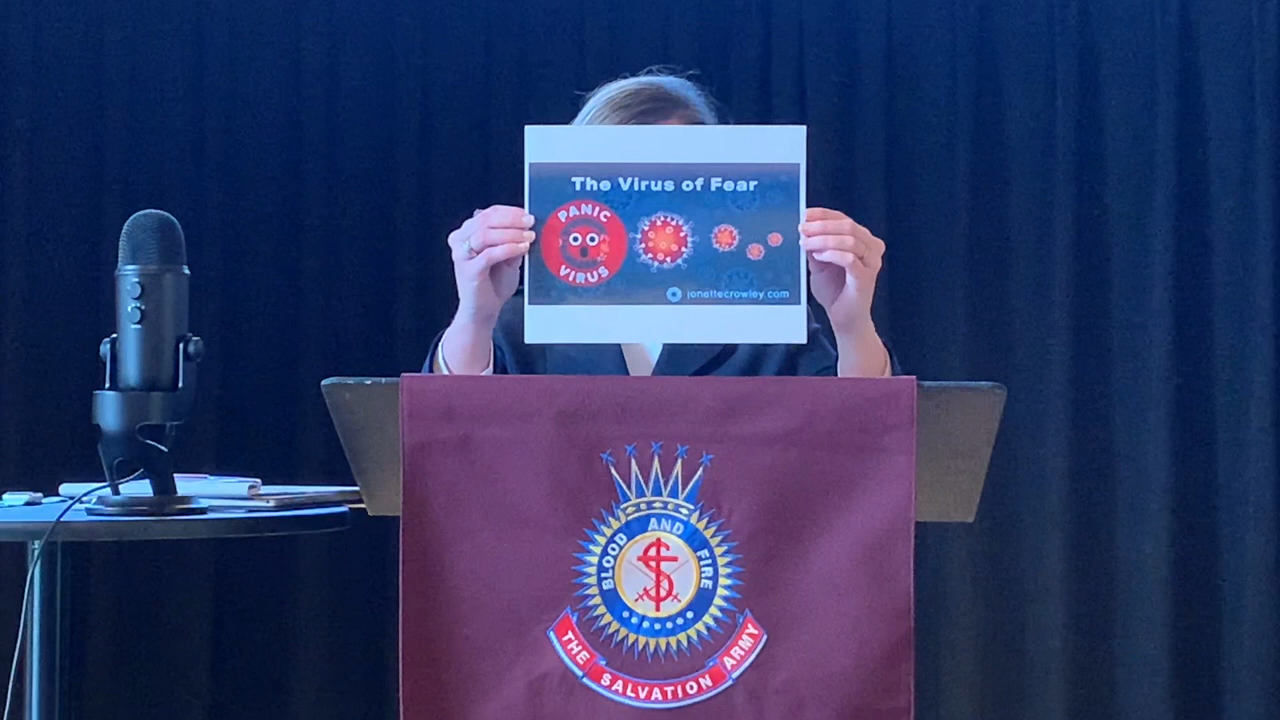 The Virus of Fear
PANIC
VIRUS
jonettecrowley.com
BLOOD AND FIRE
THE SALVATION ARMY